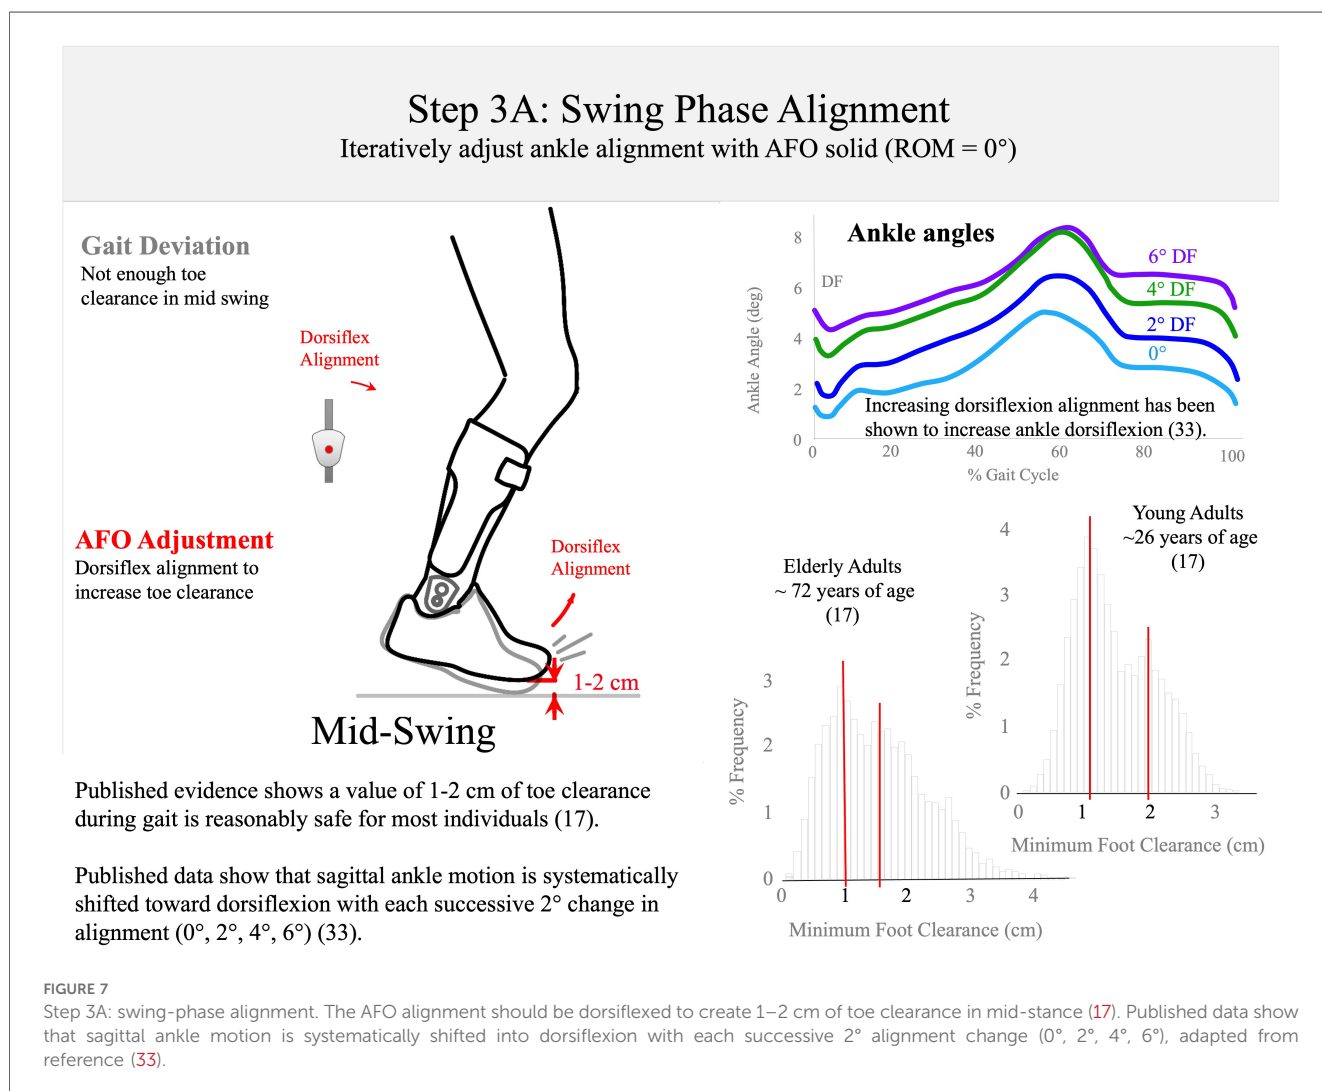 Step 3A: Swing Phase Alignment
Iteratively adjust ankle alignment with AFO solid (ROM = 0°)
Gait Deviation
Not enough toe
clearance in mid swing
Dorsiflex
Alignment
AFO Adjustment
Dorsiflex alignment to
increase toe clearance
Dorsiflex
Alignment
1-2 cm
Mid-Swing
Published evidence shows a value of 1-2 cm of toe clearance
during gait is reasonably safe for most individuals (17).
Published data show that sagittal ankle motion is systematically
shifted toward dorsiflexion with each successive 2° change in
alignment (0°, 2°, 4°, 6°) (33).
Ankle angles
DF
Ankle Angle (deg)
8
6
4
2
0
6° DF
4° DF
2° DF
0°
Increasing dorsiflexion alignment has been
shown to increase ankle dorsiflexion (33).
0 20 40 60 80 100
% Gait Cycle
Elderly Adults
~ 72 years of age
(17)
% Frequency
3
2
1
0
0 1 2 3 4
Minimum Foot Clearance (cm)
Young Adults
~26 years of age
(17)
% Frequency
4
3
2
1
0
0 1 2 3
Minimum Foot Clearance (cm)
FIGURE 7
Step 3A: swing-phase alignment. The AFO alignment should be dorsiflexed to create 1–2 cm of toe clearance in mid-stance (17). Published data show
that sagittal ankle motion is systematically shifted into dorsiflexion with each successive 2° alignment change (0°, 2°, 4°, 6°), adapted from
reference (33).